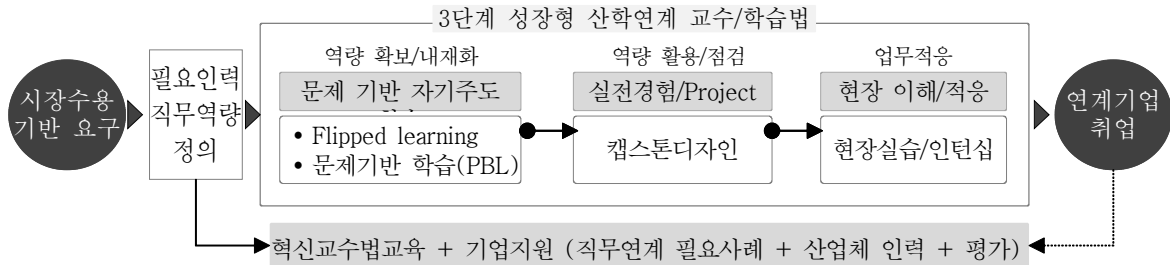 3단계 성장형 산학연계 교수/학습법
시장수용
기반 요구
필요인력
직무역량
정의
역량 확보/내재화
문제 기반 자기주도
• Flipped learning
• 문제기반 학습(PBL)
역량 활용/점검
실전경험/Project
캡스톤디자인
업무적응
현장 이해/적응
현장실습/인턴십
연계기업
취업
혁신교수법교육 + 기업지원 (직무연계 필요사례 + 산업체 인력 + 평가)